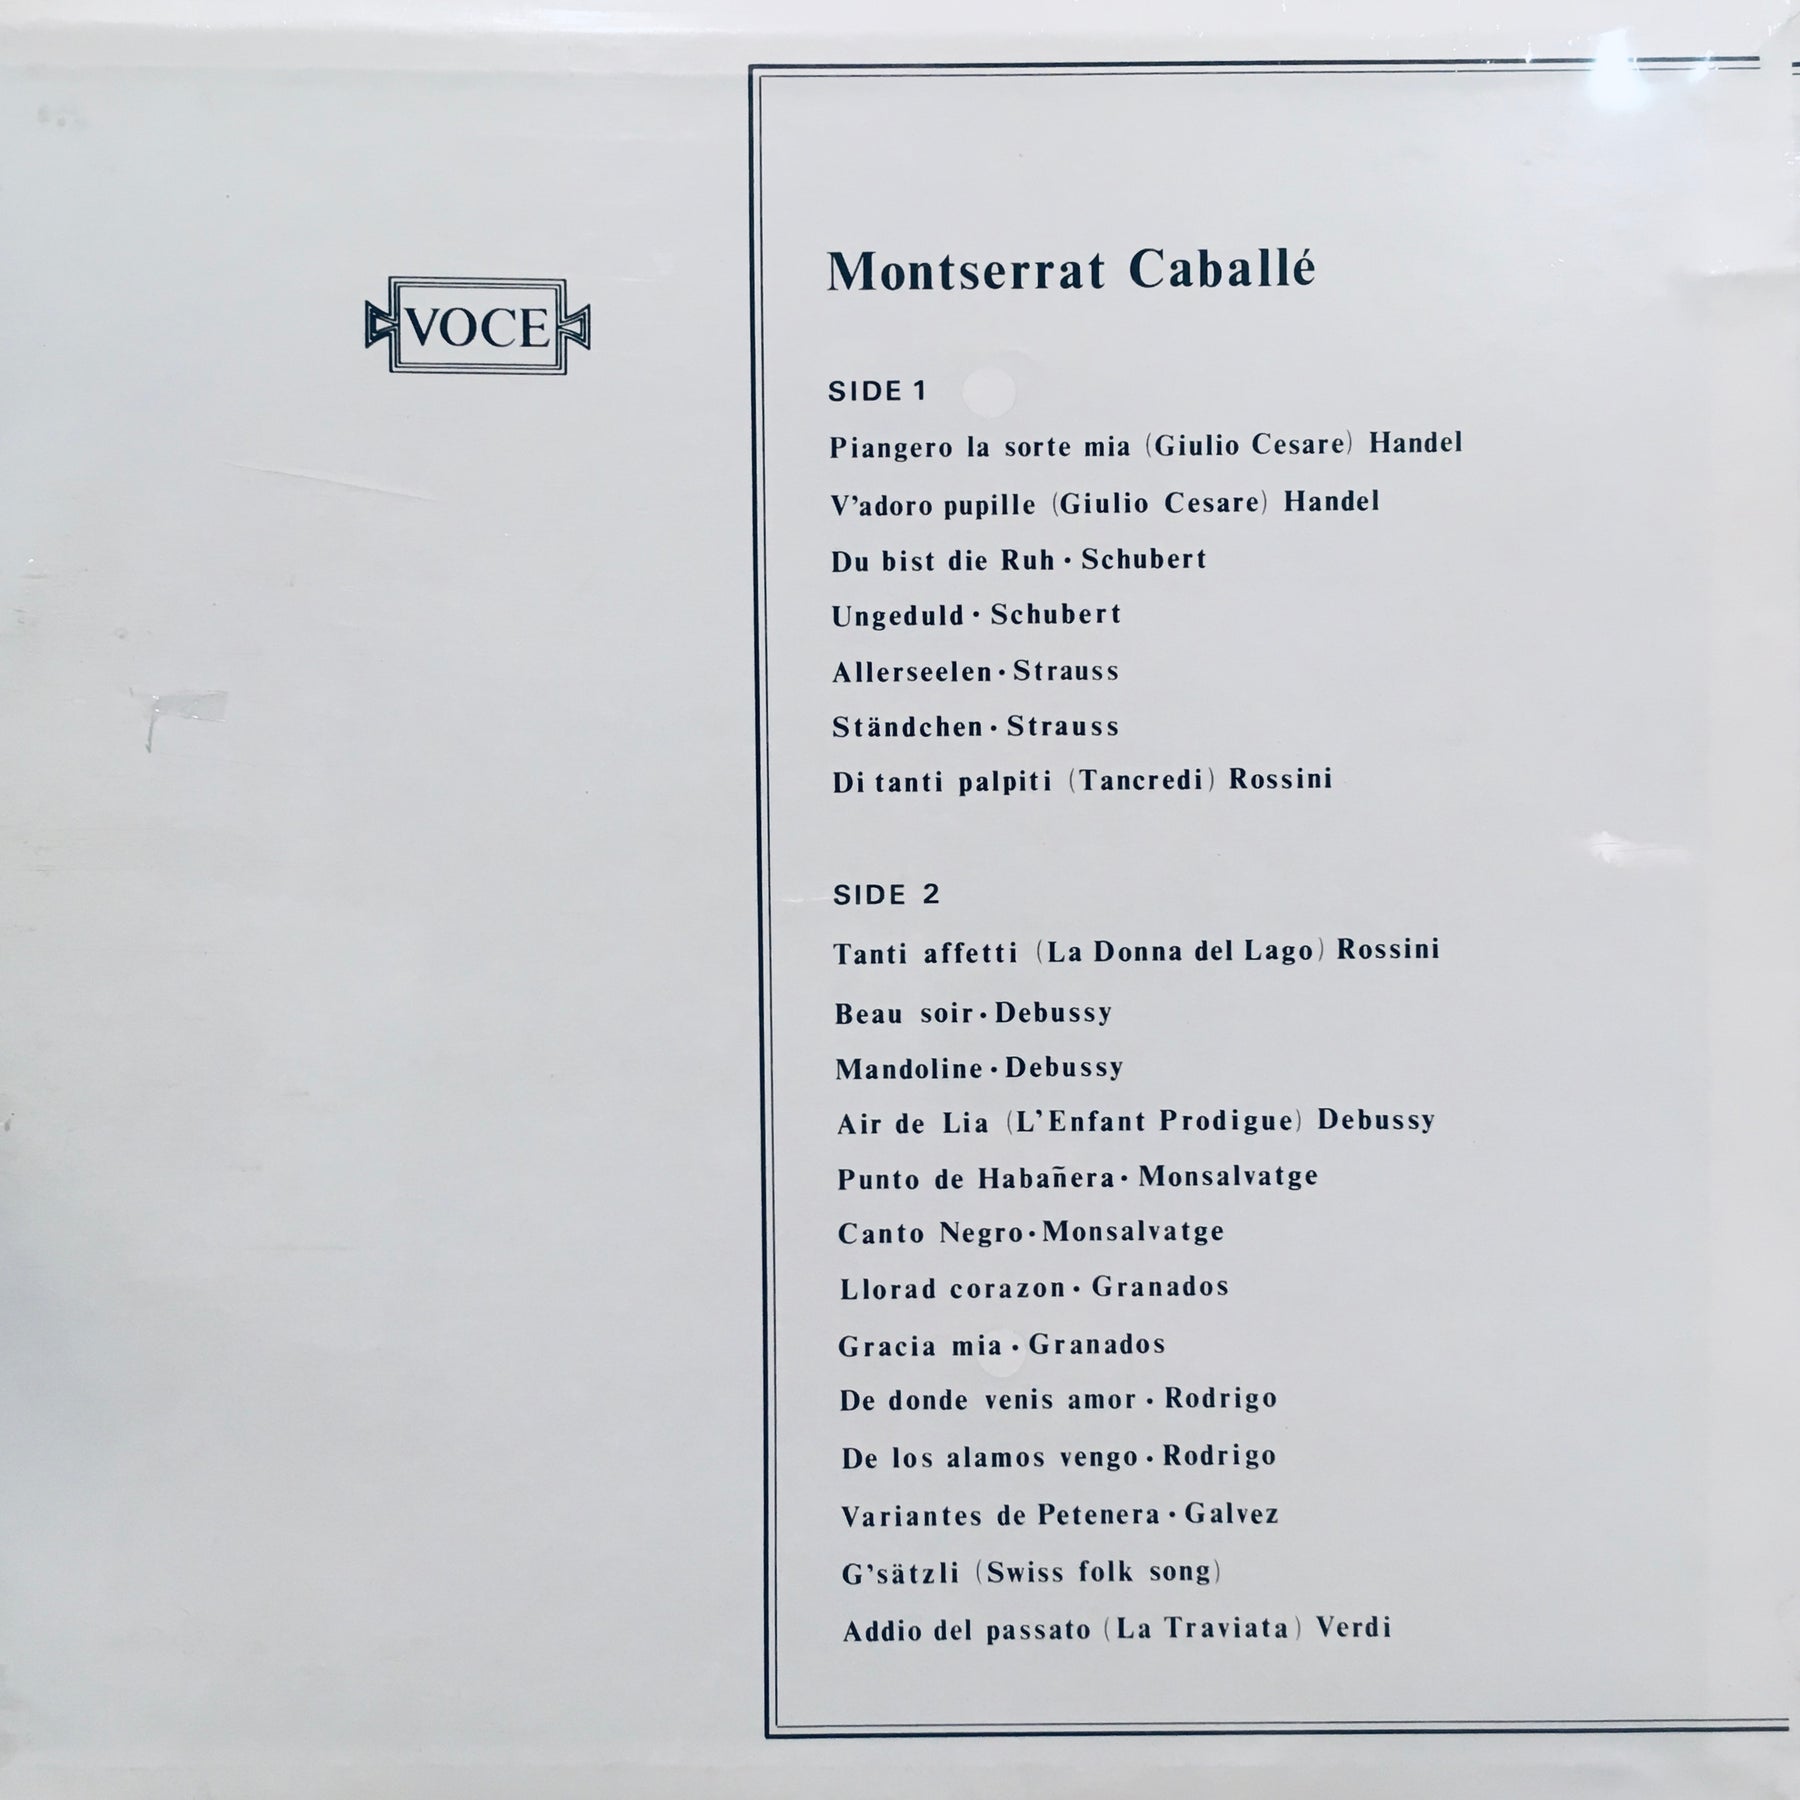 VOCE
Montserrat Caballé
SIDE 1
Piangero la sorte mia (Giulio Cesare) Handel
V'adoro pupille (Giulio Cesare) Handel
Du bist die Ruh · Schubert
Ungeduld · Schubert
Allerseelen · Strauss
Ständchen · Strauss
Di tanti palpiti (Tancredi) Rossini
SIDE 2
Tanti affetti (La Donna del Lago) Rossini
Beau soir · Debussy
Mandoline · Debussy
Air de Lia (L'Enfant Prodigue) Debussy
Punto de Habañera · Monsalvatge
Canto Negro · Monsalvatge
Llorad corazon · Granados
Gracia mia · Granados
De donde venis amor · Rodrigo
De los alamos vengo · Rodrigo
Variantes de Petenera · Galvez
G'sätzli (Swiss folk song)
Addio del passato (La Traviata) Verdi